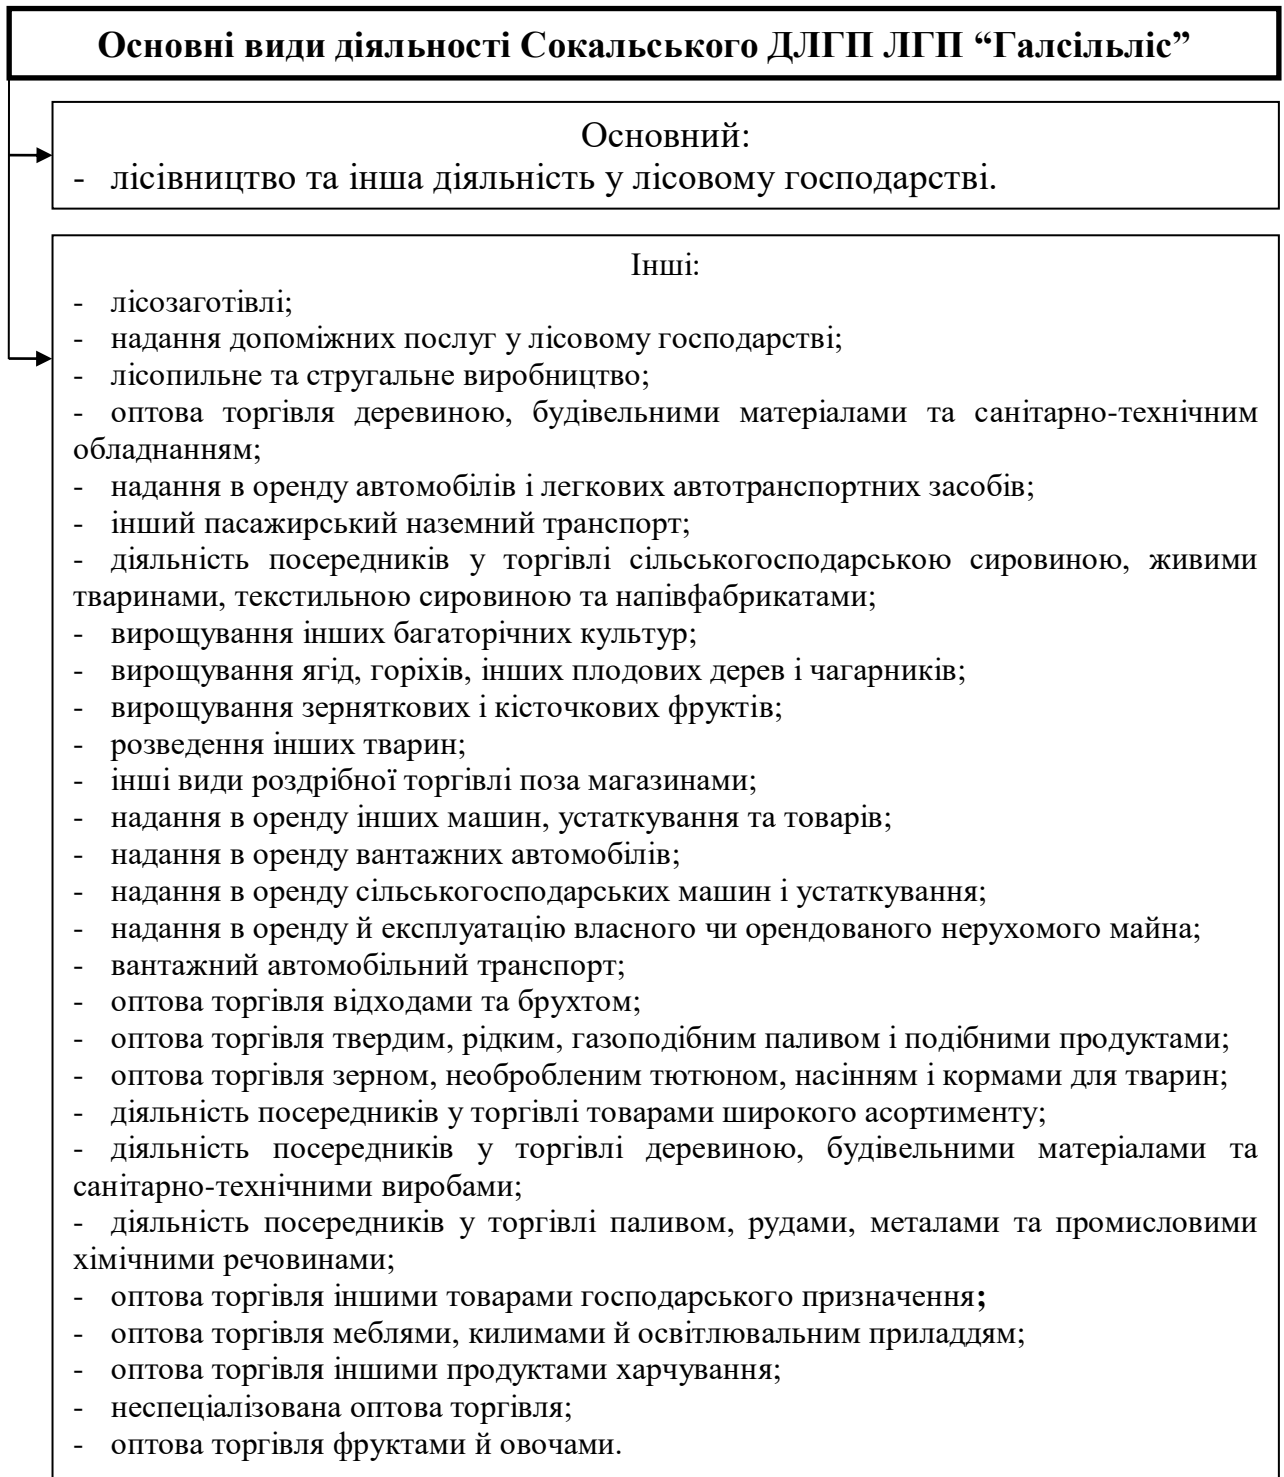 Основні види діяльності Сокальського ДЛГП ЛГП “Галсільліс”
Основний:
- лісівництво та інша діяльність у лісовому господарстві.
Інші:
- лісозаготівлі;
- надання допоміжних послуг у лісовому господарстві;
- лісопильне та стругальне виробництво;
- оптова торгівля деревиною, будівельними матеріалами та санітарно-технічним
обладнанням;
- надання в оренду автомобілів і легкових автотранспортних засобів;
- інший пасажирський наземний транспорт;
- діяльність посередників у торгівлі сільськогосподарською сировиною, живими
тваринами, текстильною сировиною та напівфабрикатами;
- вирощування інших багаторічних культур;
- вирощування ягід, горіхів, інших плодових дерев і чагарників;
- вирощування зерняткових і кісточкових фруктів;
- розведення інших тварин;
- інші види роздрібної торгівлі поза магазинами;
- надання в оренду інших машин, устаткування та товарів;
- надання в оренду вантажних автомобілів;
- надання в оренду сільськогосподарських машин і устаткування;
- надання в оренду й експлуатацію власного чи орендованого нерухомого майна;
- вантажний автомобільний транспорт;
- оптова торгівля відходами та брухтом;
- оптова торгівля твердим, рідким, газоподібним паливом і подібними продуктами;
- оптова торгівля зерном, необробленим тютюном, насінням і кормами для тварин;
- діяльність посередників у торгівлі товарами широкого асортименту;
- діяльність посередників у торгівлі деревиною, будівельними матеріалами та
санітарно-технічними виробами;
- діяльність посередників у торгівлі паливом, рудами, металами та промисловими
хімічними речовинами;
- оптова торгівля іншими товарами господарського призначення;
- оптова торгівля меблями, килимами й освітлювальним приладдям;
- оптова торгівля іншими продуктами харчування;
- неспеціалізована оптова торгівля;
- оптова торгівля фруктами й овочами.